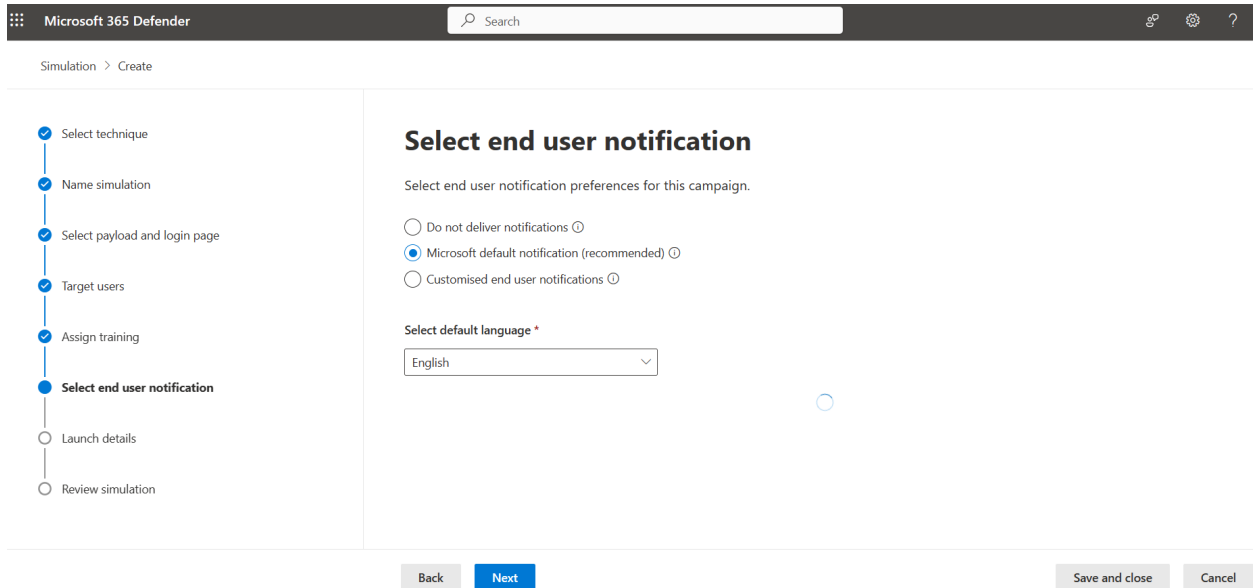 Microsoft 365 Defender
Search
?
Simulation > Create
Select technique
Name simulation
Select payload and login page
Target users
Assign training
Select end user notification
Launch details
Review simulation
Select end user notification
Select end user notification preferences for this campaign.
Do not deliver notifications
Microsoft default notification (recommended)
Customised end user notifications
Select default language *
English
Back
Next
Save and close
Cancel